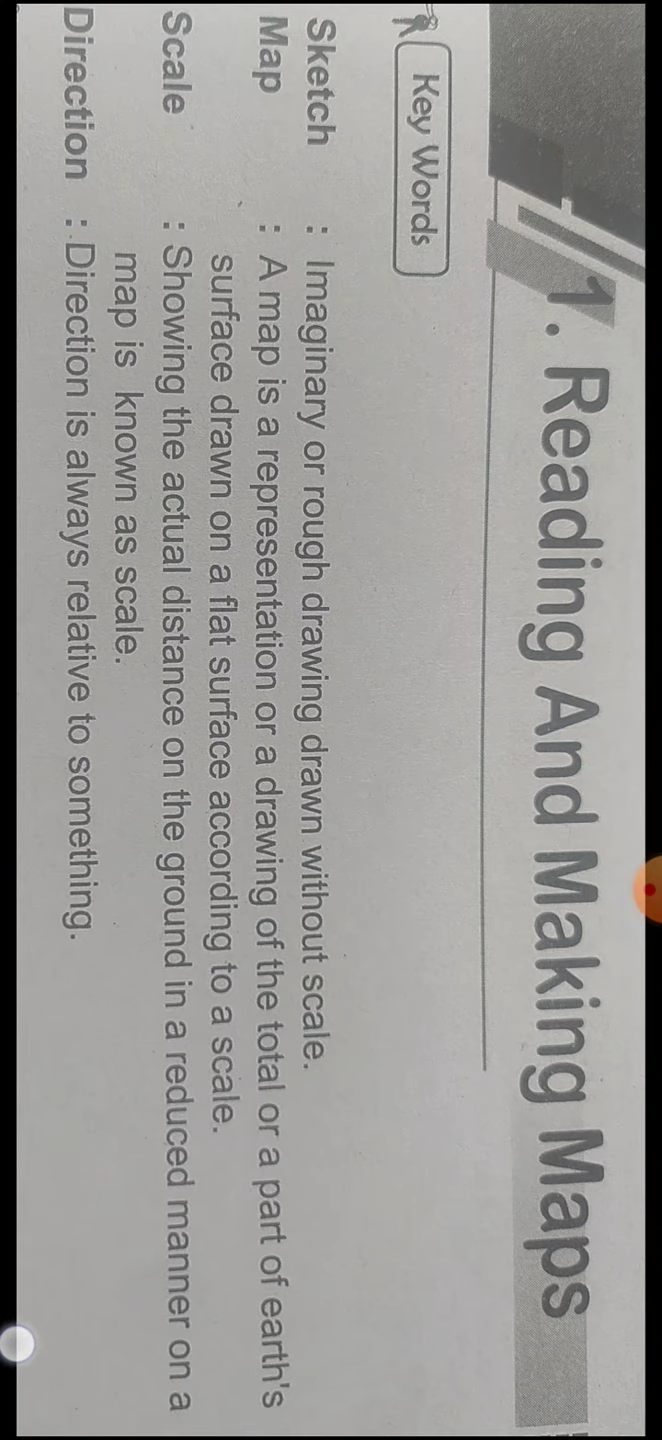 1. Reading And Making Maps
Key Words
Sketch : Imaginary or rough drawing drawn without scale.
Map : A map is a representation or a drawing of the total or a part of earth's
surface drawn on a flat surface according to a scale.
Scale : Showing the actual distance on the ground in a reduced manner on a
map is known as scale.
Direction : Direction is always relative to something.